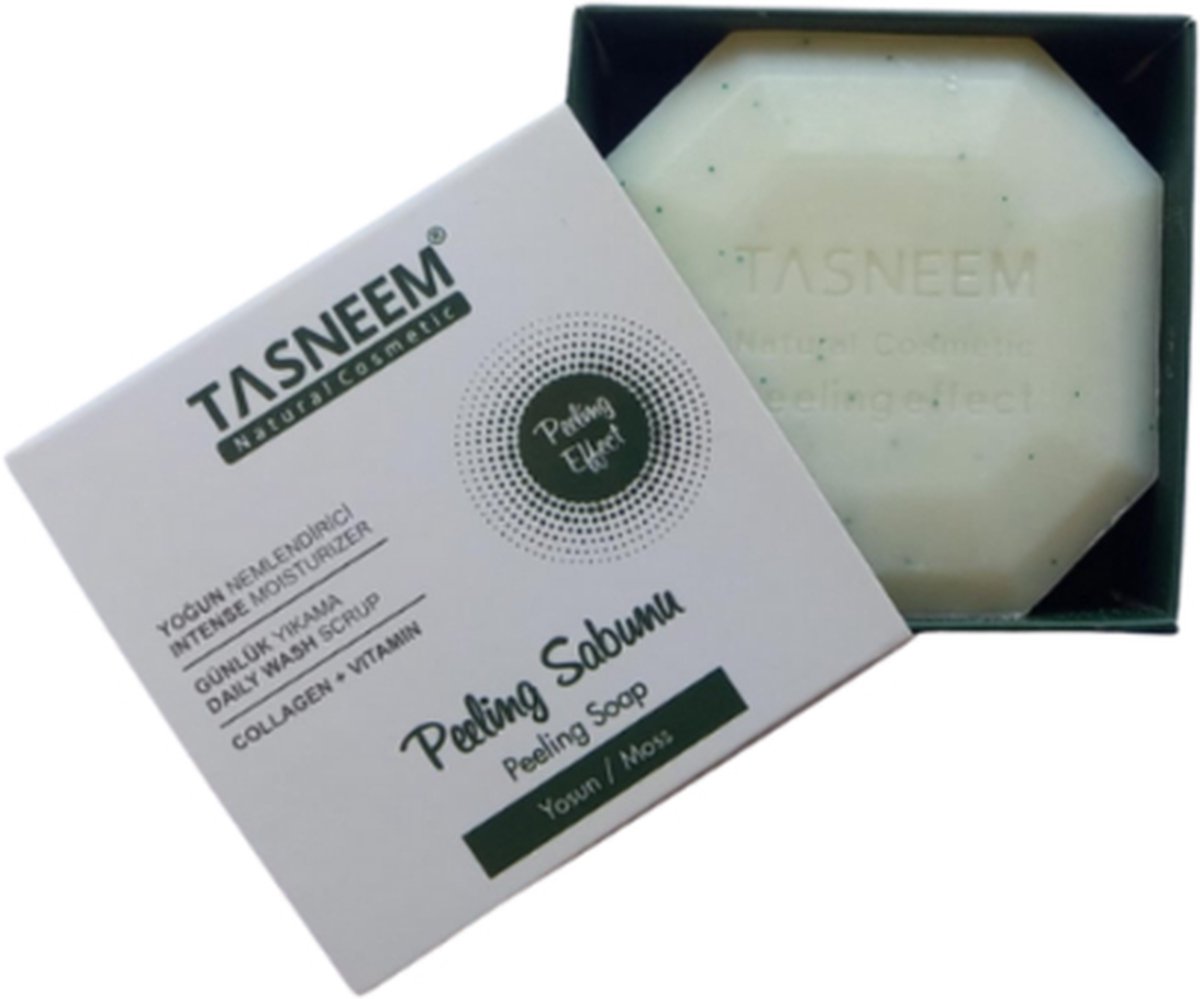 TASNEEM®
Natural Cosmetic
Peeling
Effect
YOĞUN NEMLENDİRİCİ
INTENSE MOISTURIZER
GÜNLÜK YIKAMA
DAILY WASH SCRUP
COLLAGEN + VITAMIN
Peeling Sabunu
Peeling Soap
Yosun / Moss
TASNEEM
Natural Cosmetic
Peelingeffect